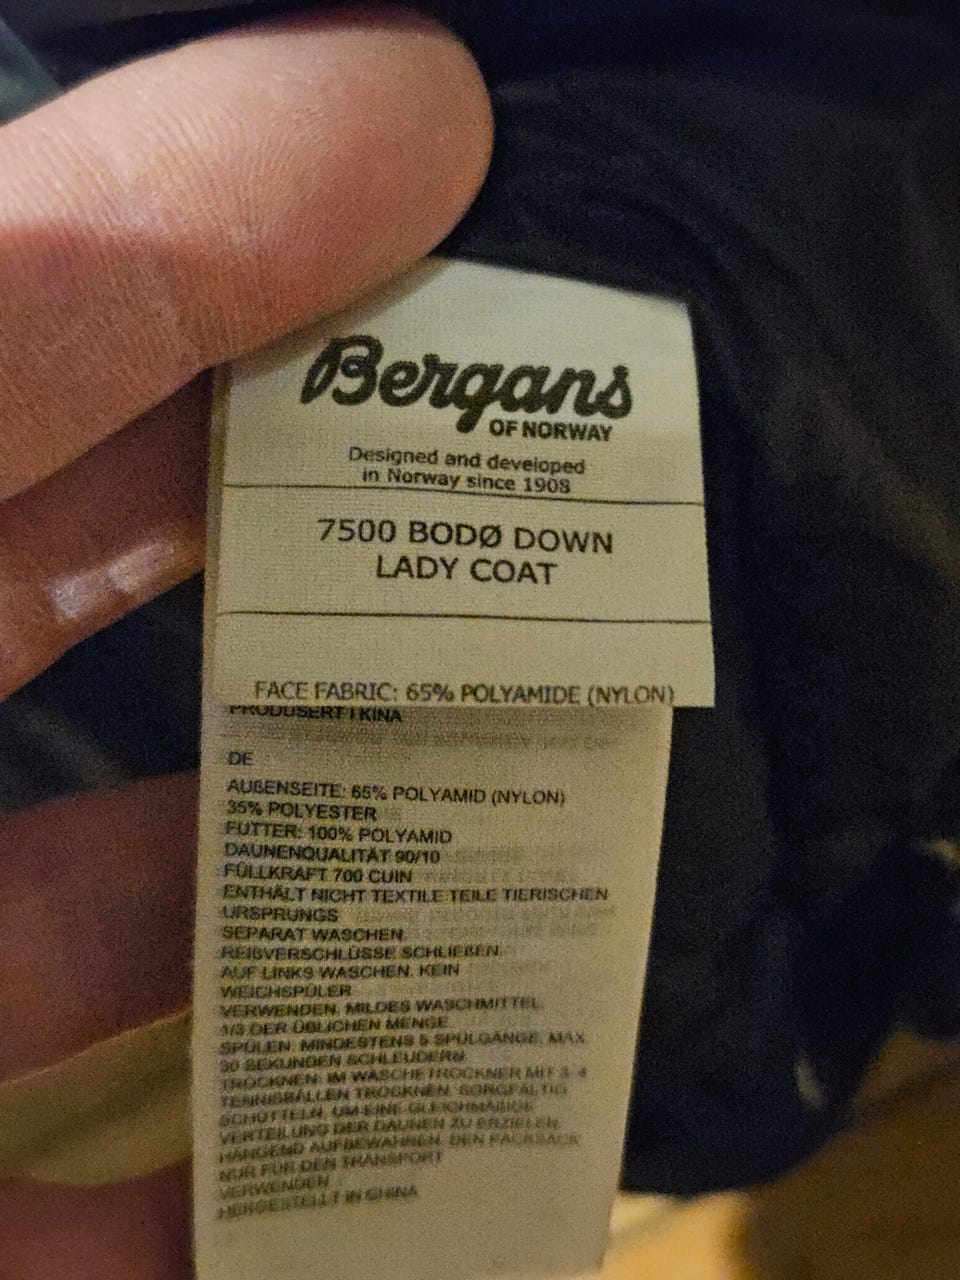 Bergans
OF NORWAY
Designed and developed
in Norway since 1908
7500 BODØ DOWN
LADY COAT
FACE FABRIC: 65% POLYAMIDE (NYLON)
PRODUSERT I KINA
DE
AUßENSEITE: 65% POLYAMID (NYLON)
35% POLYESTER
FUTTER: 100% POLYAMID
DAUNENQUALITÄT 90/10
FÜLLKRAFT 700 CUIN
ENTHÄLT NICHT TEXTILE TEILE TIERISCHEN
URSPRUNGS
SEPARAT WASCHEN.
REIßVERSCHLÜSSE SCHLIEßEN.
AUF LINKS WASCHEN. KEIN
WEICHSPÜLER
VERWENDEN. MILDES WASCHMITTEL,
1/3 DER ÜBLICHEN MENGE.
SPÜLEN: MINDESTENS 5 SPÜLGÄNGE. MAX.
30 SEKUNDEN SCHLEUDERN.
TROCKNEN: IM WÄSCHETROCKNER MIT 3-4
TENNISBÄLLEN TROCKNEN. SORGFÄLTIG
SCHÜTTELN, UM EINE GLEICHMÄßIGE
VERTEILUNG DER DAUNEN ZU ERZIELEN.
HÄNGEND AUFBEWAHREN. DEN PACKSACK
NUR FÜR DEN TRANSPORT
VERWENDEN
HERGESTELLT IN CHINA